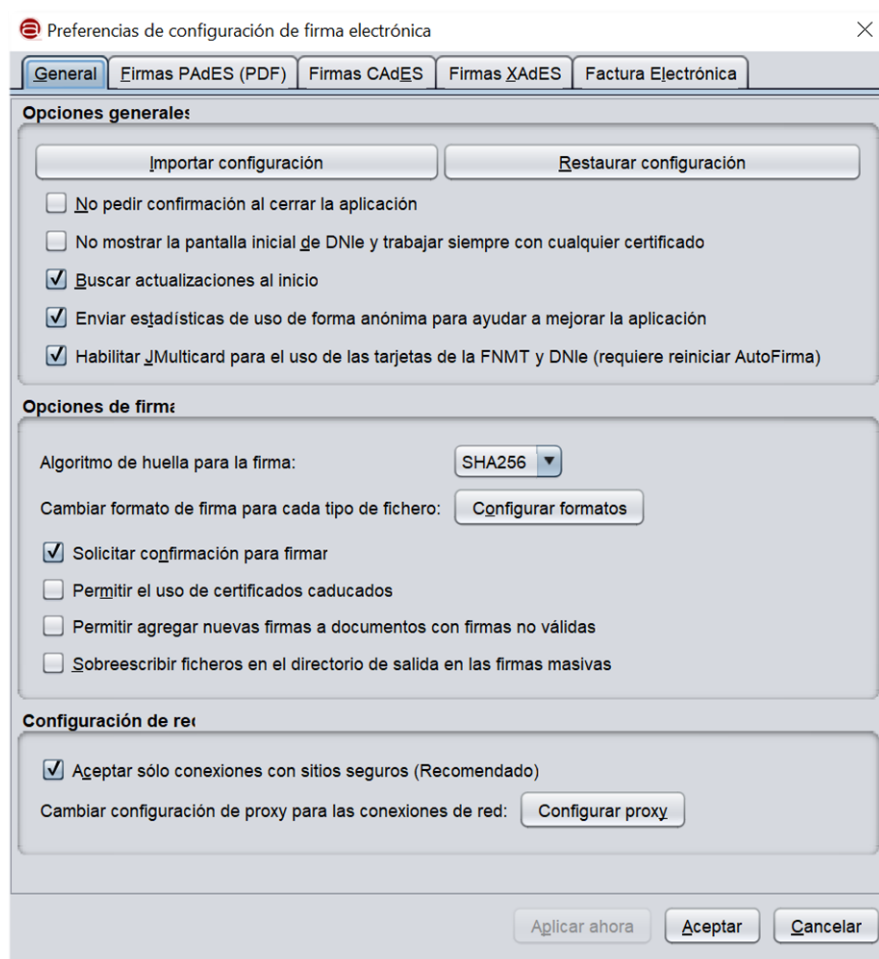 Preferencias de configuración de firma electrónica
General Firmas PAdES (PDF) Firmas CAdES Firmas XAdES Factura Electrónica
Opciones generales
Importar configuración Restaurar configuración
No pedir confirmación al cerrar la aplicación
No mostrar la pantalla inicial de DNIe y trabajar siempre con cualquier certificado
Buscar actualizaciones al inicio
Enviar estadísticas de uso de forma anónima para ayudar a mejorar la aplicación
Habilitar JMulticard para el uso de las tarjetas de la FNMT y DNIe (requiere reiniciar AutoFirma)
Opciones de firma
Algoritmo de huella para la firma: SHA256
Cambiar formato de firma para cada tipo de fichero: Configurar formatos
Solicitar confirmación para firmar
Permitir el uso de certificados caducados
Permitir agregar nuevas firmas a documentos con firmas no válidas
Sobreescribir ficheros en el directorio de salida en las firmas masivas
Configuración de red
Aceptar sólo conexiones con sitios seguros (Recomendado)
Cambiar configuración de proxy para las conexiones de red: Configurar proxy
Aplicar ahora Aceptar Cancelar